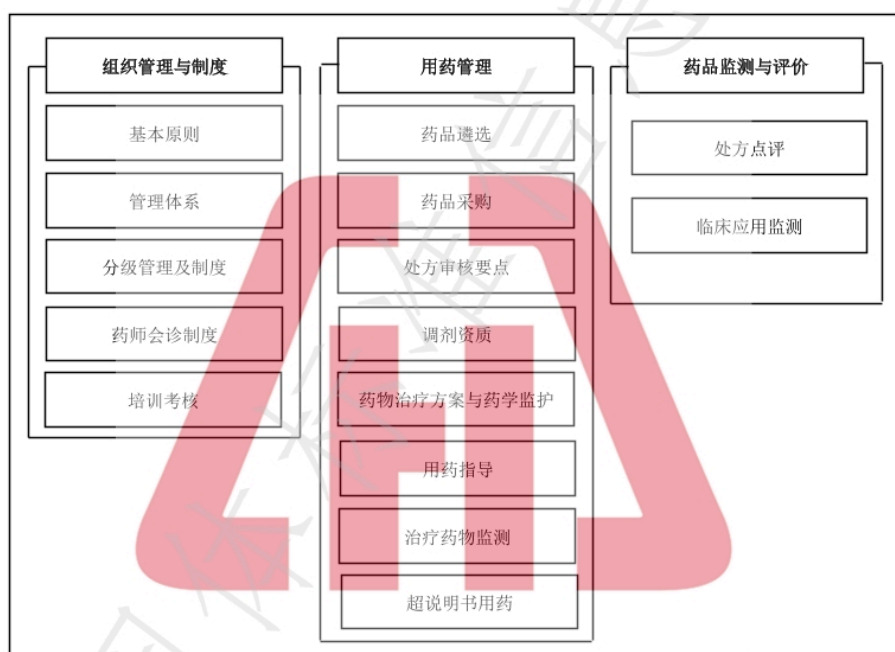 组织管理与制度
基本原则
管理体系
分级管理及制度
药师会诊制度
培训考核
用药管理
药品遴选
药品采购
处方审核要点
调剂资质
药物治疗方案与药学监护
用药指导
治疗药物监测
超说明书用药
药品监测与评价
处方点评
临床应用监测